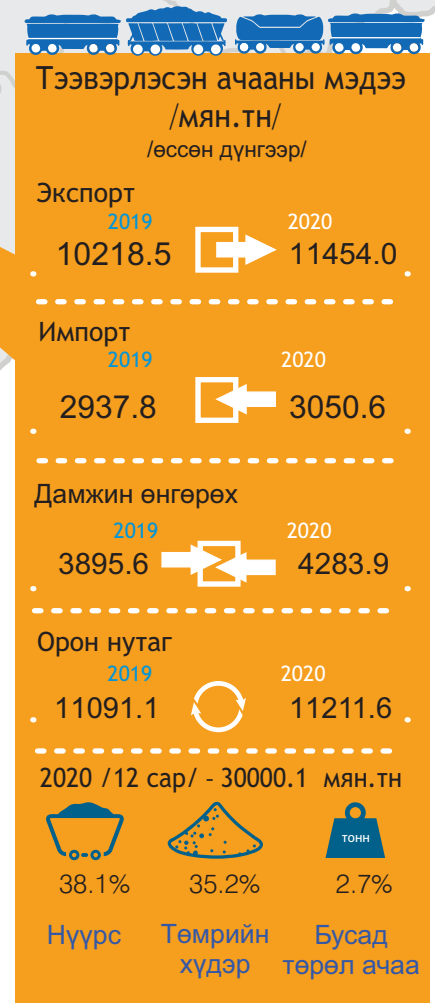 Тээвэрлэсэн ачааны мэдээ
/мян.тн/
/өссөн дүнгээр/
Экспорт
2019 2020
10218.5 11454.0
Импорт
2019 2020
2937.8 3050.6
Дамжин өнгөрөх
2019 2020
3895.6 4283.9
Орон нутаг
2019 2020
11091.1 11211.6
2020 /12 сар/ - 30000.1 мян.тн
ТОНН
38.1% 35.2% 2.7%
Нүүрс Төмрийн Бусад
хүдэр төрөл ачаа